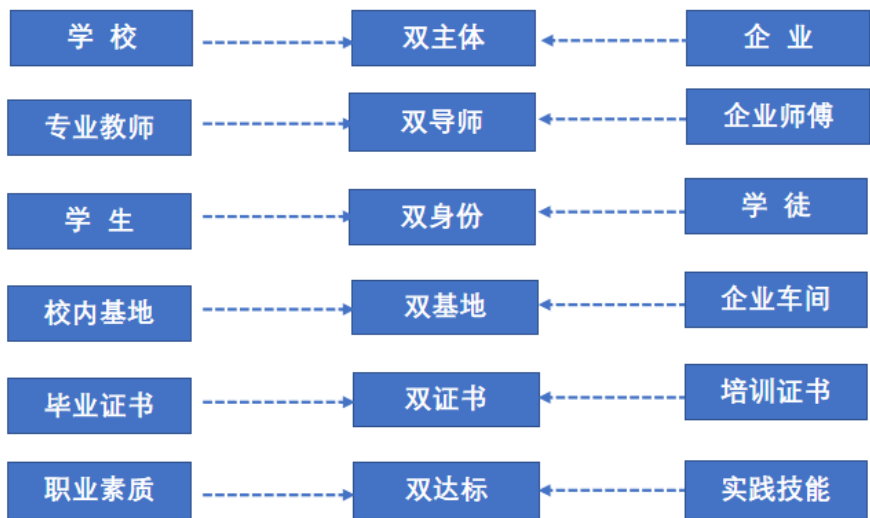 学 校 双主体 企 业
专业教师 双导师 企业师傅
学 生 双身份 学 徒
校内基地 双基地 企业车间
毕业证书 双证书 培训证书
职业素质 双达标 实践技能